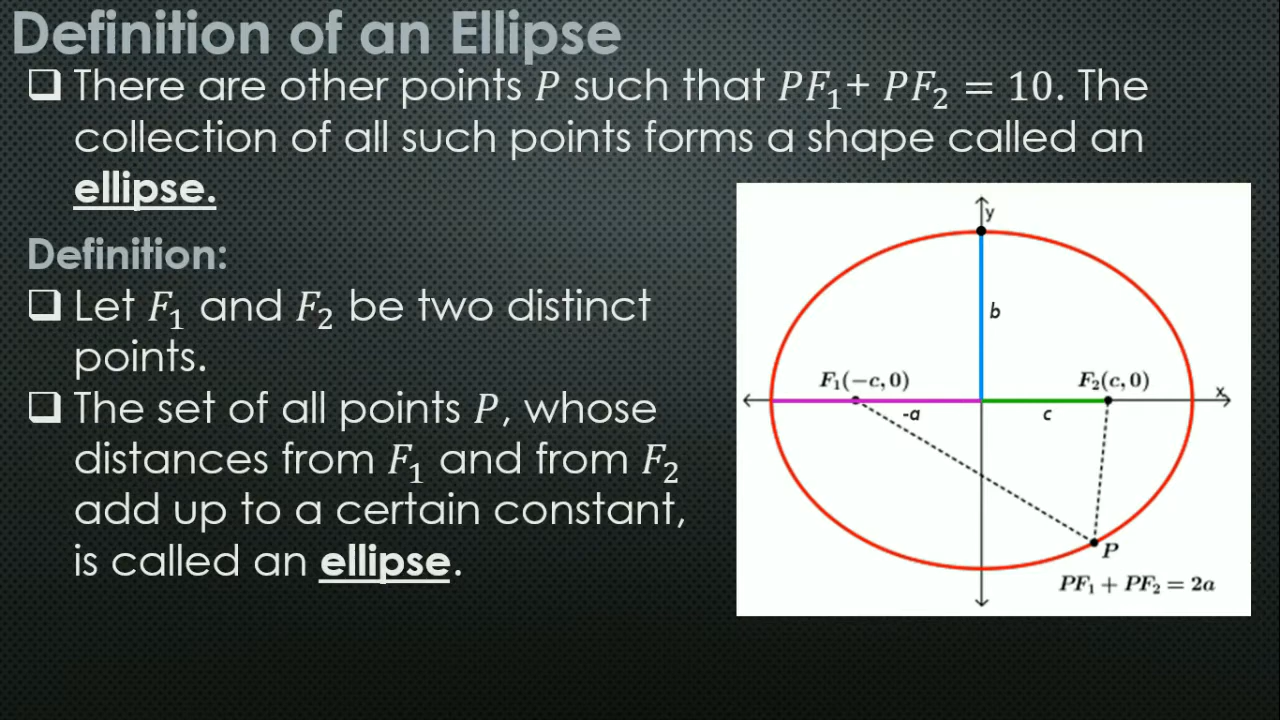 Definition of an Ellipse
❑ There are other points 𝑃 such that 𝑃𝐹₁+ 𝑃𝐹₂ = 10. The
collection of all such points forms a shape called an
ellipse.
Definition:
❑ Let 𝐹₁ and 𝐹₂ be two distinct
points.
❑ The set of all points 𝑃, whose
distances from 𝐹₁ and from 𝐹₂
add up to a certain constant,
is called an ellipse.
y
b
F₁(−c, 0)
F₂(c, 0)
x
-a
c
P
PF₁ + PF₂ = 2a